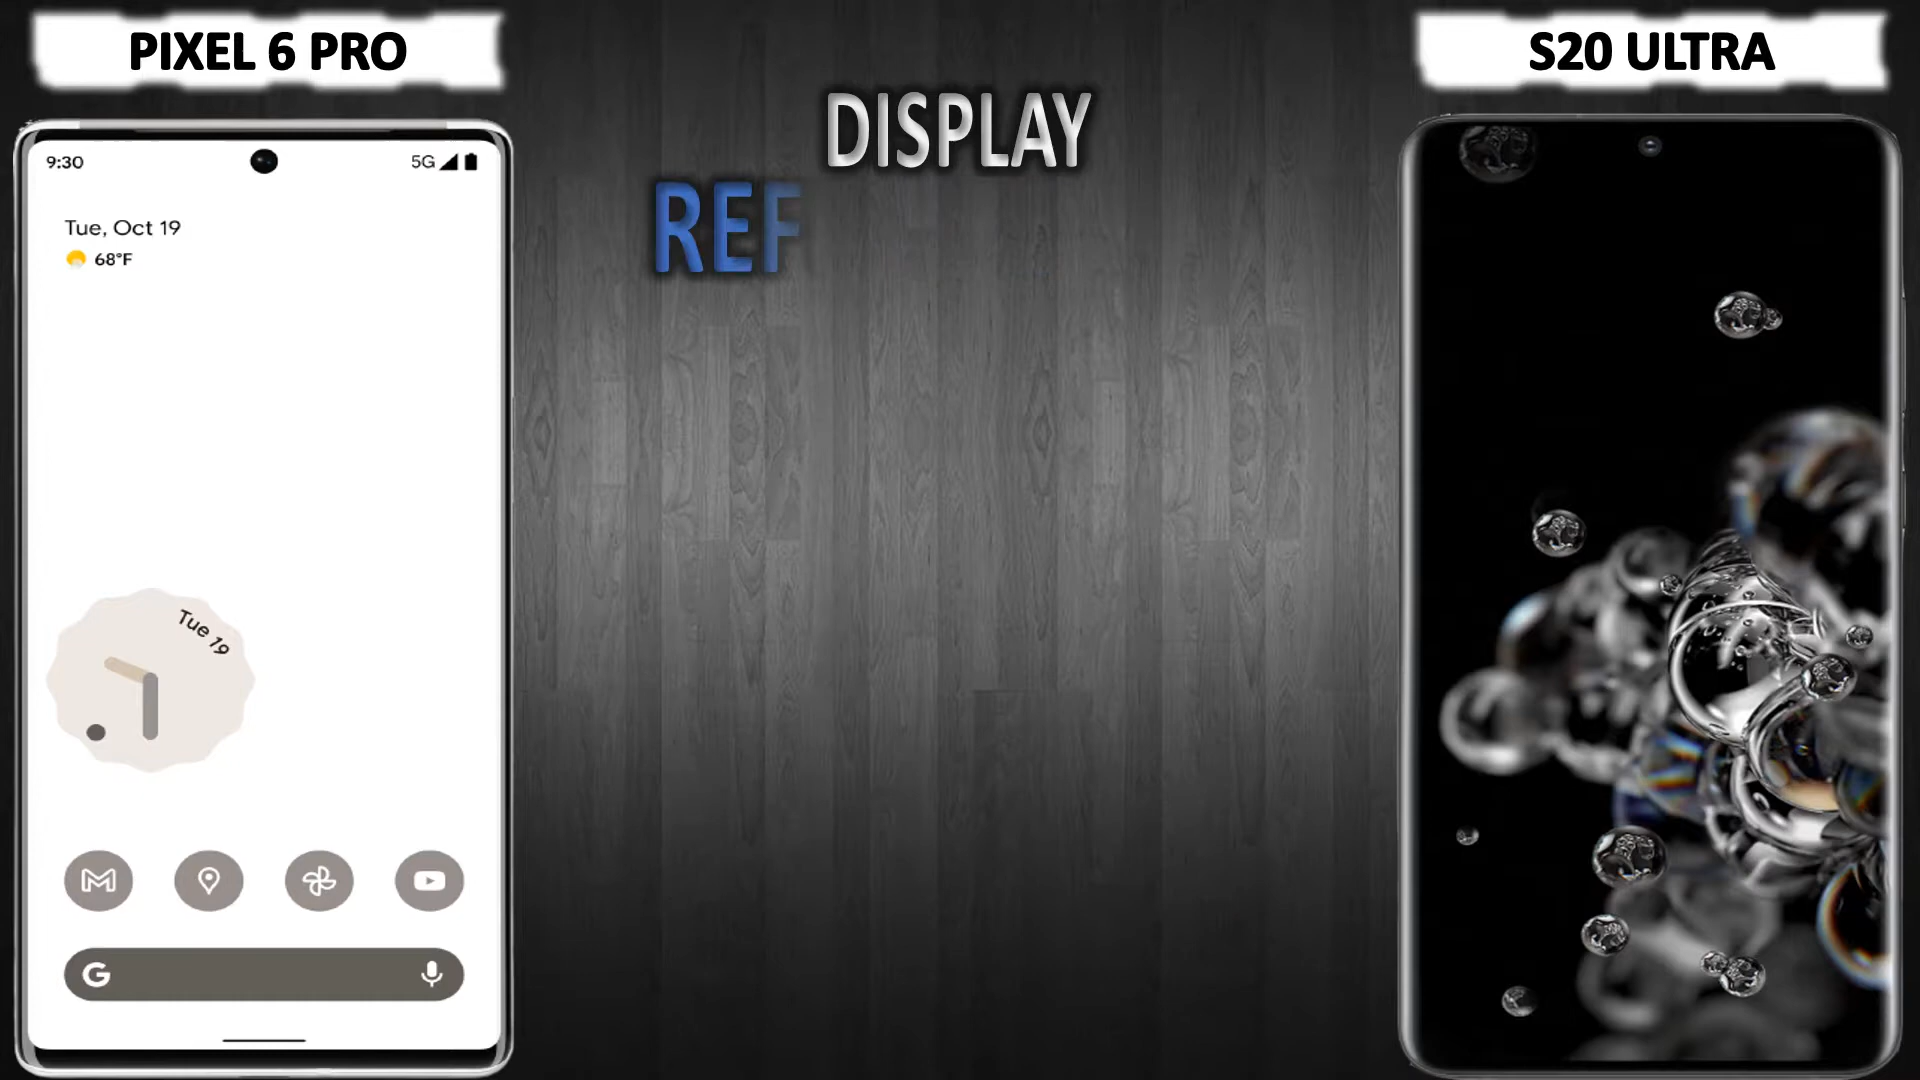 PIXEL 6 PRO
S20 ULTRA
DISPLAY
REF
9:30
5G
Tue, Oct 19
68°F
Tue 19
G